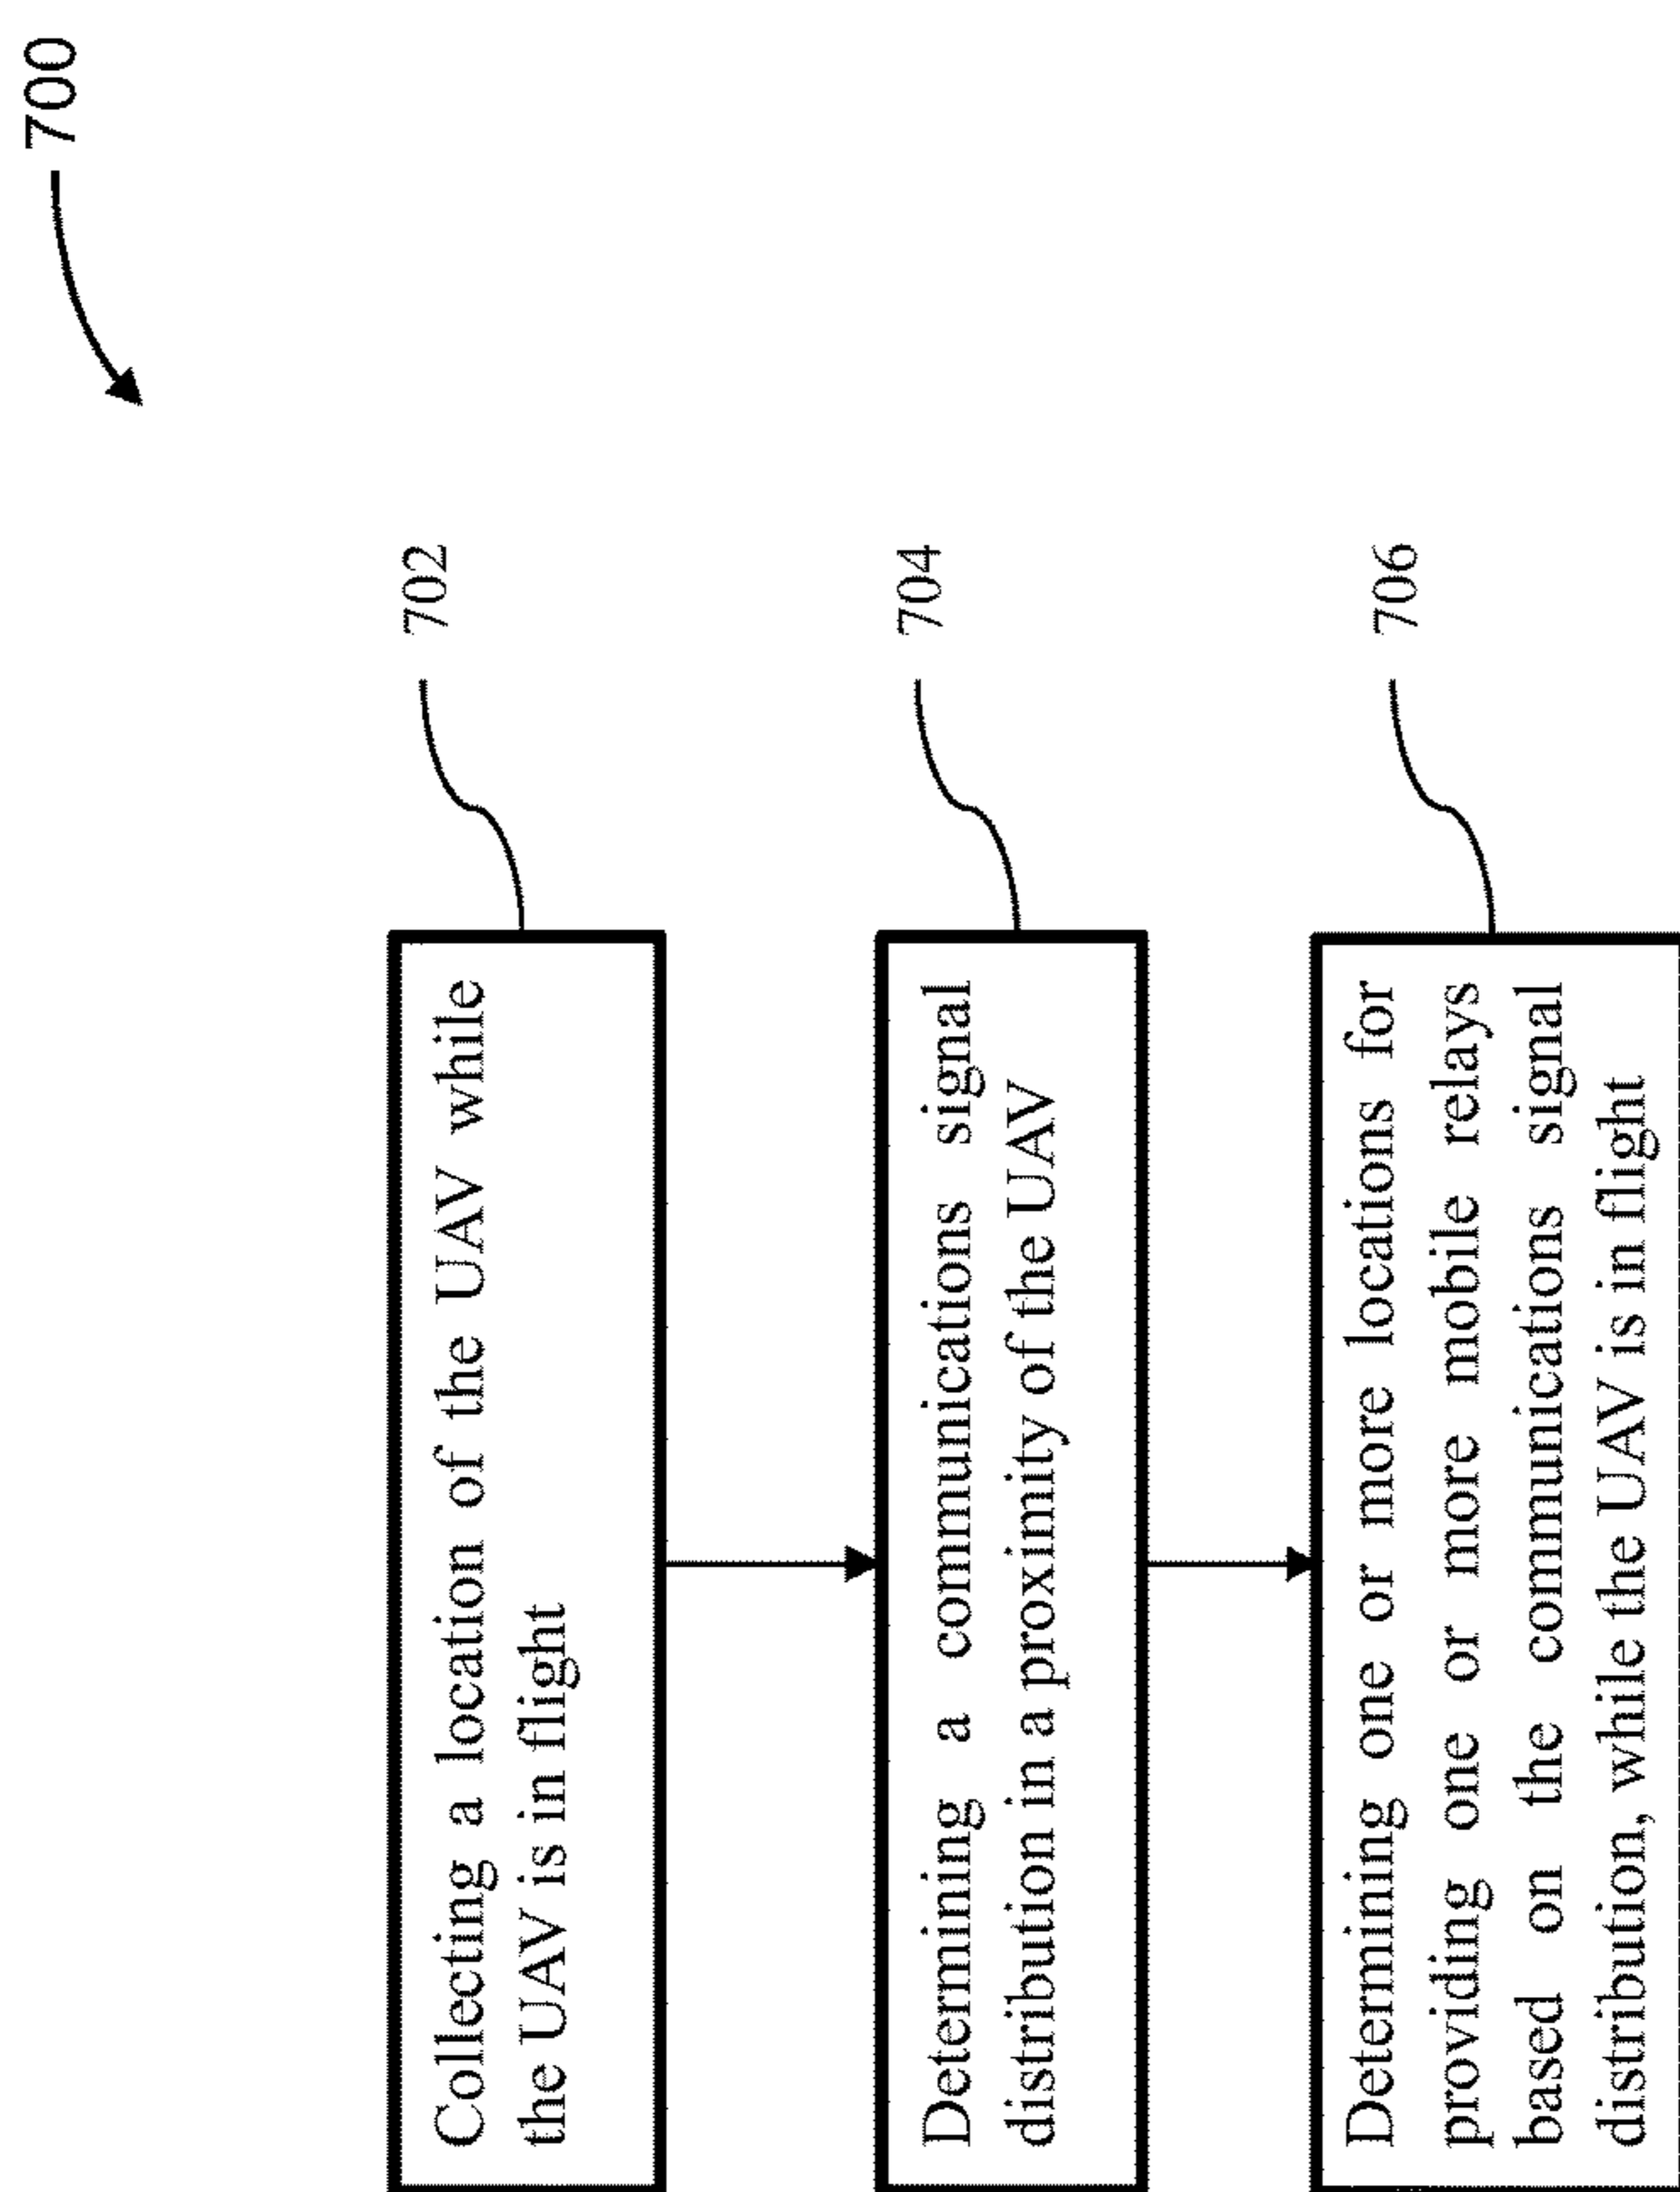 700
702
Collecting a location of the UAV while
the UAV is in flight
704
Determining a communications signal
distribution in a proximity of the UAV
706
Determining one or more locations for
providing one or more mobile relays
based on the communications signal
distribution, while the UAV is in flight